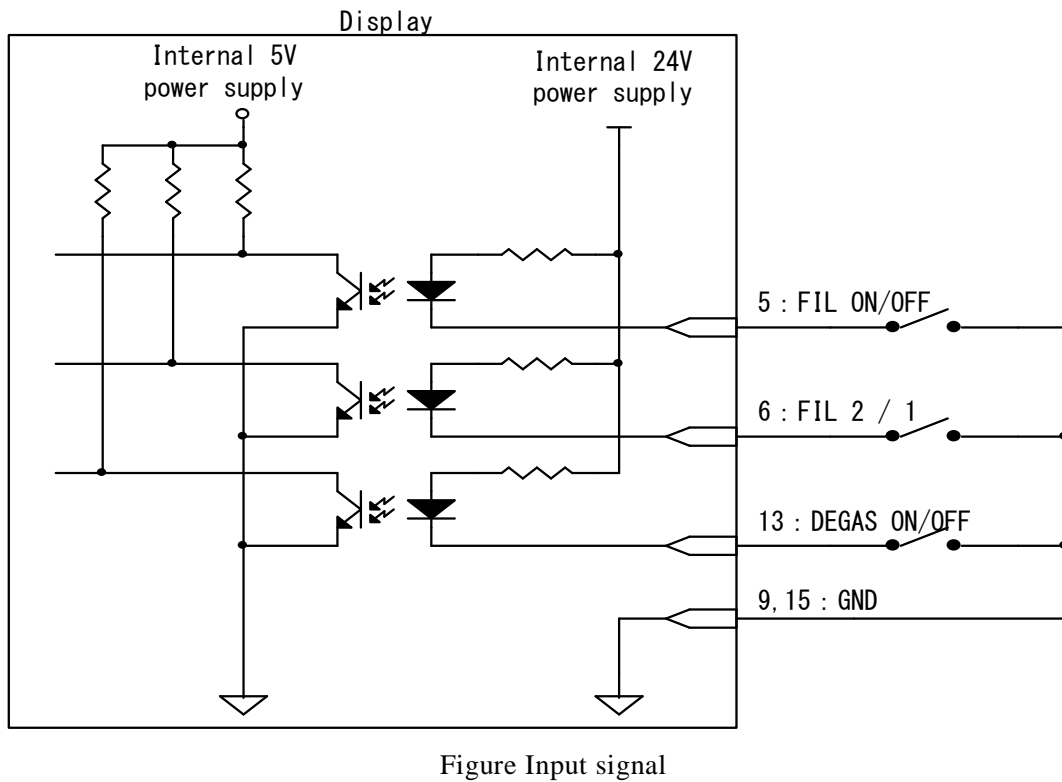 Display
Internal 5V
power supply
Internal 24V
power supply
5 : FIL ON/OFF
6 : FIL 2 / 1
13 : DEGAS ON/OFF
9,15 : GND
Figure Input signal